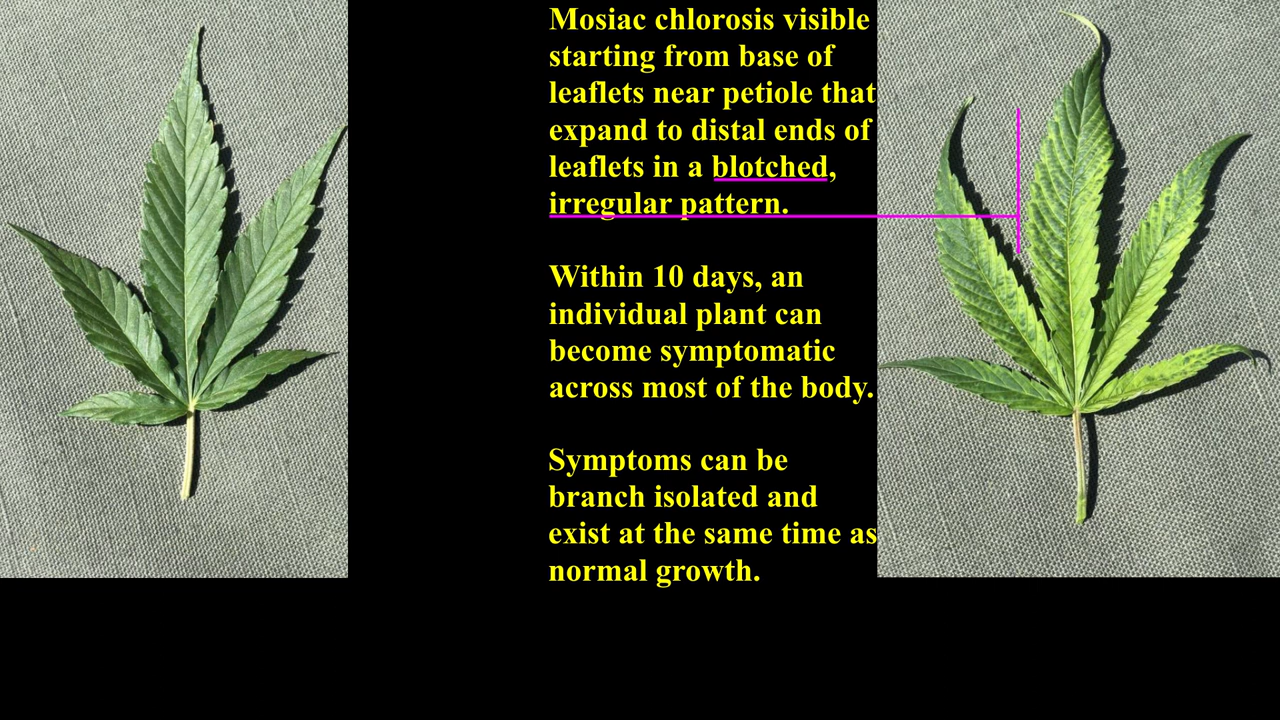 Mosiac chlorosis visible
starting from base of
leaflets near petiole that
expand to distal ends of
leaflets in a blotched,
irregular pattern.
Within 10 days, an
individual plant can
become symptomatic
across most of the body.
Symptoms can be
branch isolated and
exist at the same time as
normal growth.